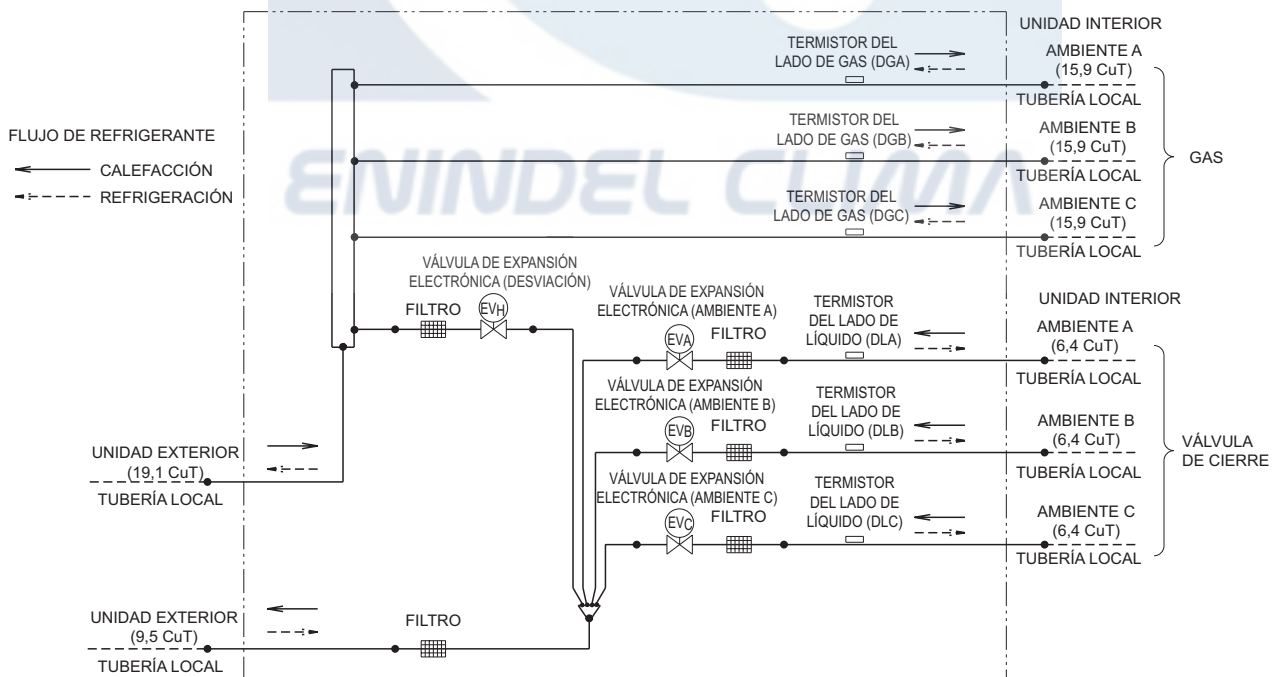 UNIDAD INTERIOR
TERMISTOR DEL
LADO DE GAS (DGA)
AMBIENTE A
(15,9 CuT)
TUBERÍA LOCAL
FLUJO DE REFRIGERANTE
CALEFACCIÓN
REFRIGERACIÓN
TERMISTOR DEL
LADO DE GAS (DGB)
AMBIENTE B
(15,9 CuT)
TUBERÍA LOCAL
GAS
ENINDEL CLIMA
TERMISTOR DEL
LADO DE GAS (DGC)
AMBIENTE C
(15,9 CuT)
TUBERÍA LOCAL
VÁLVULA DE EXPANSIÓN
ELECTRÓNICA (DESVIACIÓN)
FILTRO
EVH
UNIDAD INTERIOR
VÁLVULA DE EXPANSIÓN
ELECTRÓNICA (AMBIENTE A)
EVA
FILTRO
TERMISTOR
DEL LADO DE
LÍQUIDO (DLA)
AMBIENTE A
(6,4 CuT)
TUBERÍA LOCAL
VÁLVULA DE EXPANSIÓN
ELECTRÓNICA (AMBIENTE B)
EVB
FILTRO
TERMISTOR
DEL LADO DE
LÍQUIDO (DLB)
AMBIENTE B
(6,4 CuT)
TUBERÍA LOCAL
VÁLVULA
DE CIERRE
UNIDAD EXTERIOR
(19,1 CuT)
TUBERÍA LOCAL
VÁLVULA DE EXPANSIÓN
ELECTRÓNICA (AMBIENTE C)
EVC
FILTRO
TERMISTOR
DEL LADO DE
LÍQUIDO (DLC)
AMBIENTE C
(6,4 CuT)
TUBERÍA LOCAL
UNIDAD EXTERIOR
(9,5 CuT)
TUBERÍA LOCAL
FILTRO